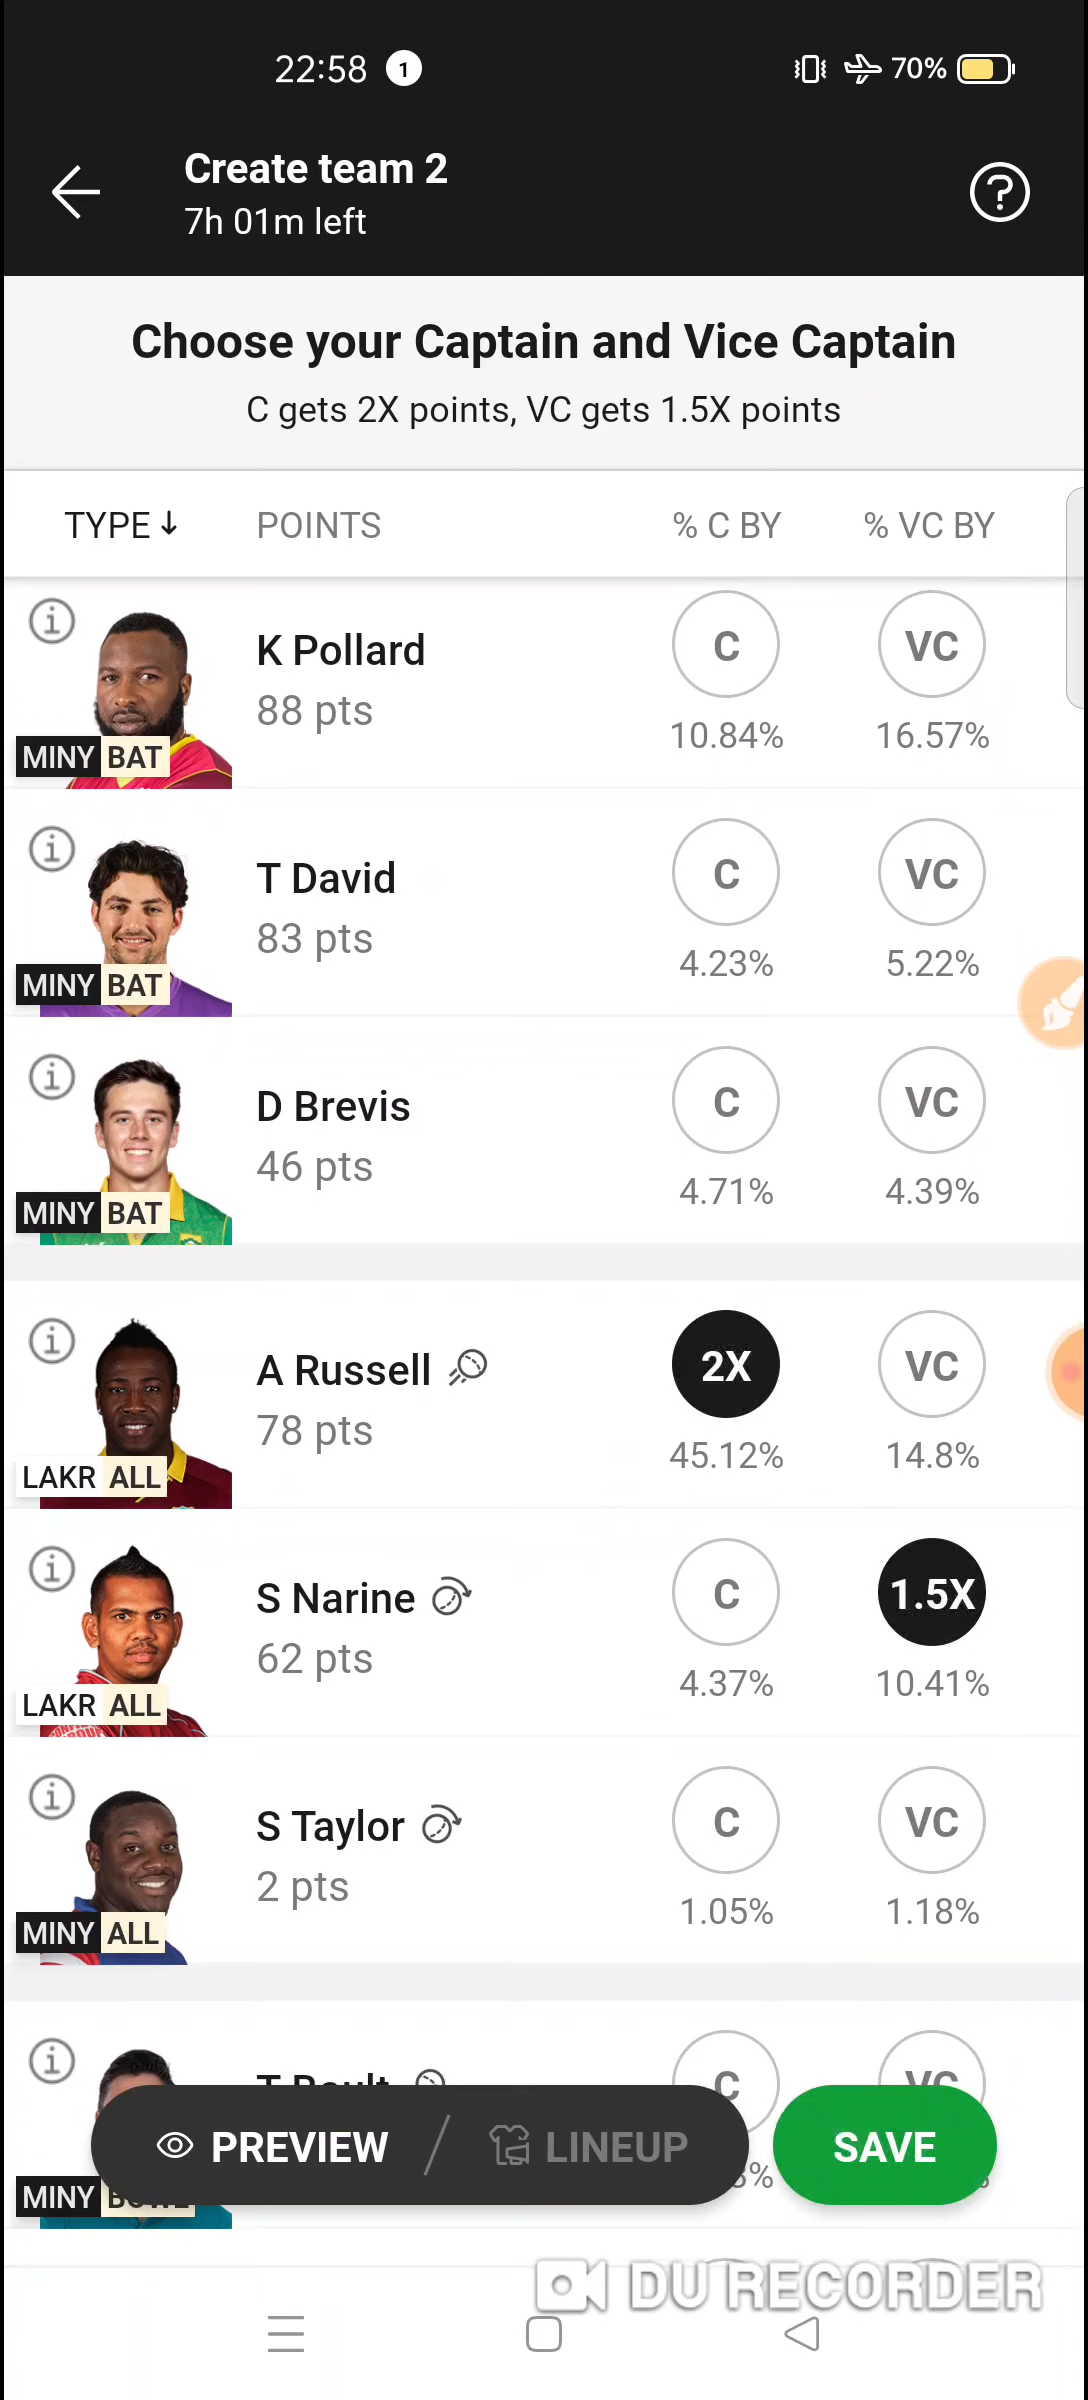 22:58 1 70%
Create team 2
7h 01m left
Choose your Captain and Vice Captain
C gets 2X points, VC gets 1.5X points
TYPE ↓ POINTS % C BY % VC BY
K Pollard C VC
88 pts 10.84% 16.57%
MINY BAT
T David C VC
83 pts 4.23% 5.22%
MINY BAT
D Brevis C VC
46 pts 4.71% 4.39%
MINY BAT
A Russell 2X VC
78 pts 45.12% 14.8%
LAKR ALL
S Narine C 1.5X
62 pts 4.37% 10.41%
LAKR ALL
S Taylor C VC
2 pts 1.05% 1.18%
MINY ALL
T Boult C VC
PREVIEW / LINEUP SAVE
MINY BOWL
DU RECORDER